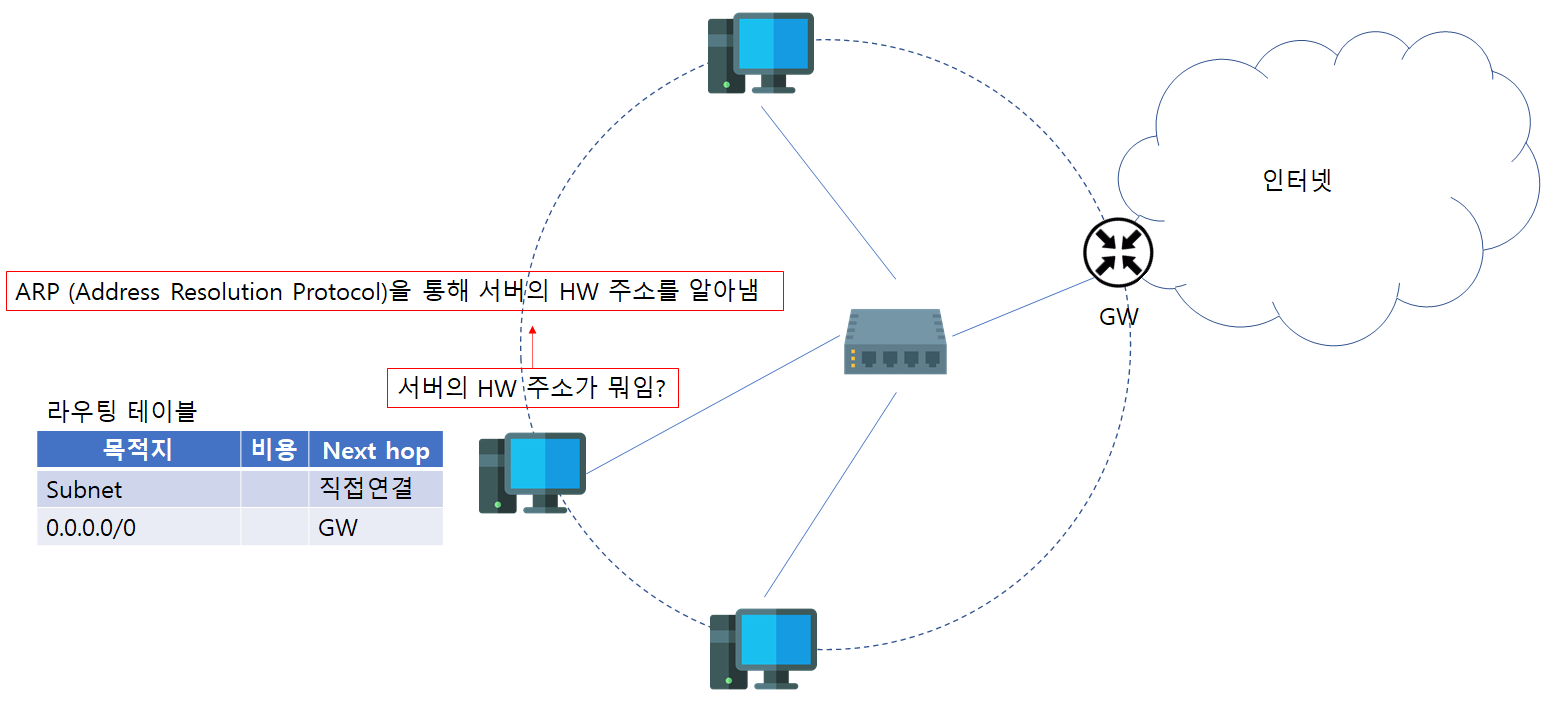 인터넷
ARP (Address Resolution Protocol)을 통해 서버의 HW 주소를 알아냄
GW
서버의 HW 주소가 뭐임?
라우팅 테이블
목적지 비용 Next hop
Subnet 직접연결
0.0.0.0/0 GW